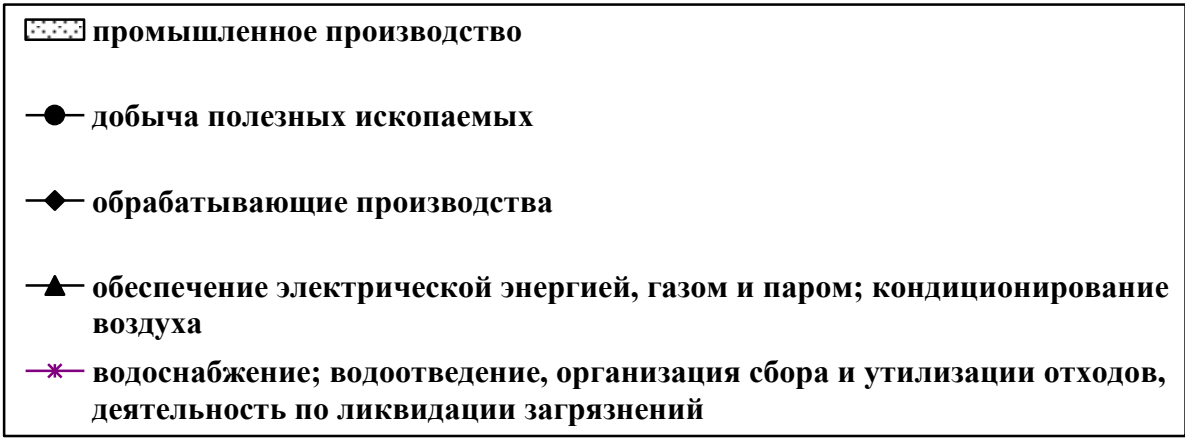 промышленное производство
добыча полезных ископаемых
обрабатывающие производства
обеспечение электрической энергией, газом и паром; кондиционирование
воздуха
водоснабжение; водоотведение, организация сбора и утилизации отходов,
деятельность по ликвидации загрязнений